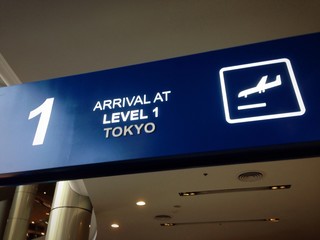 1
ARRIVAL AT
LEVEL 1
TOKYO